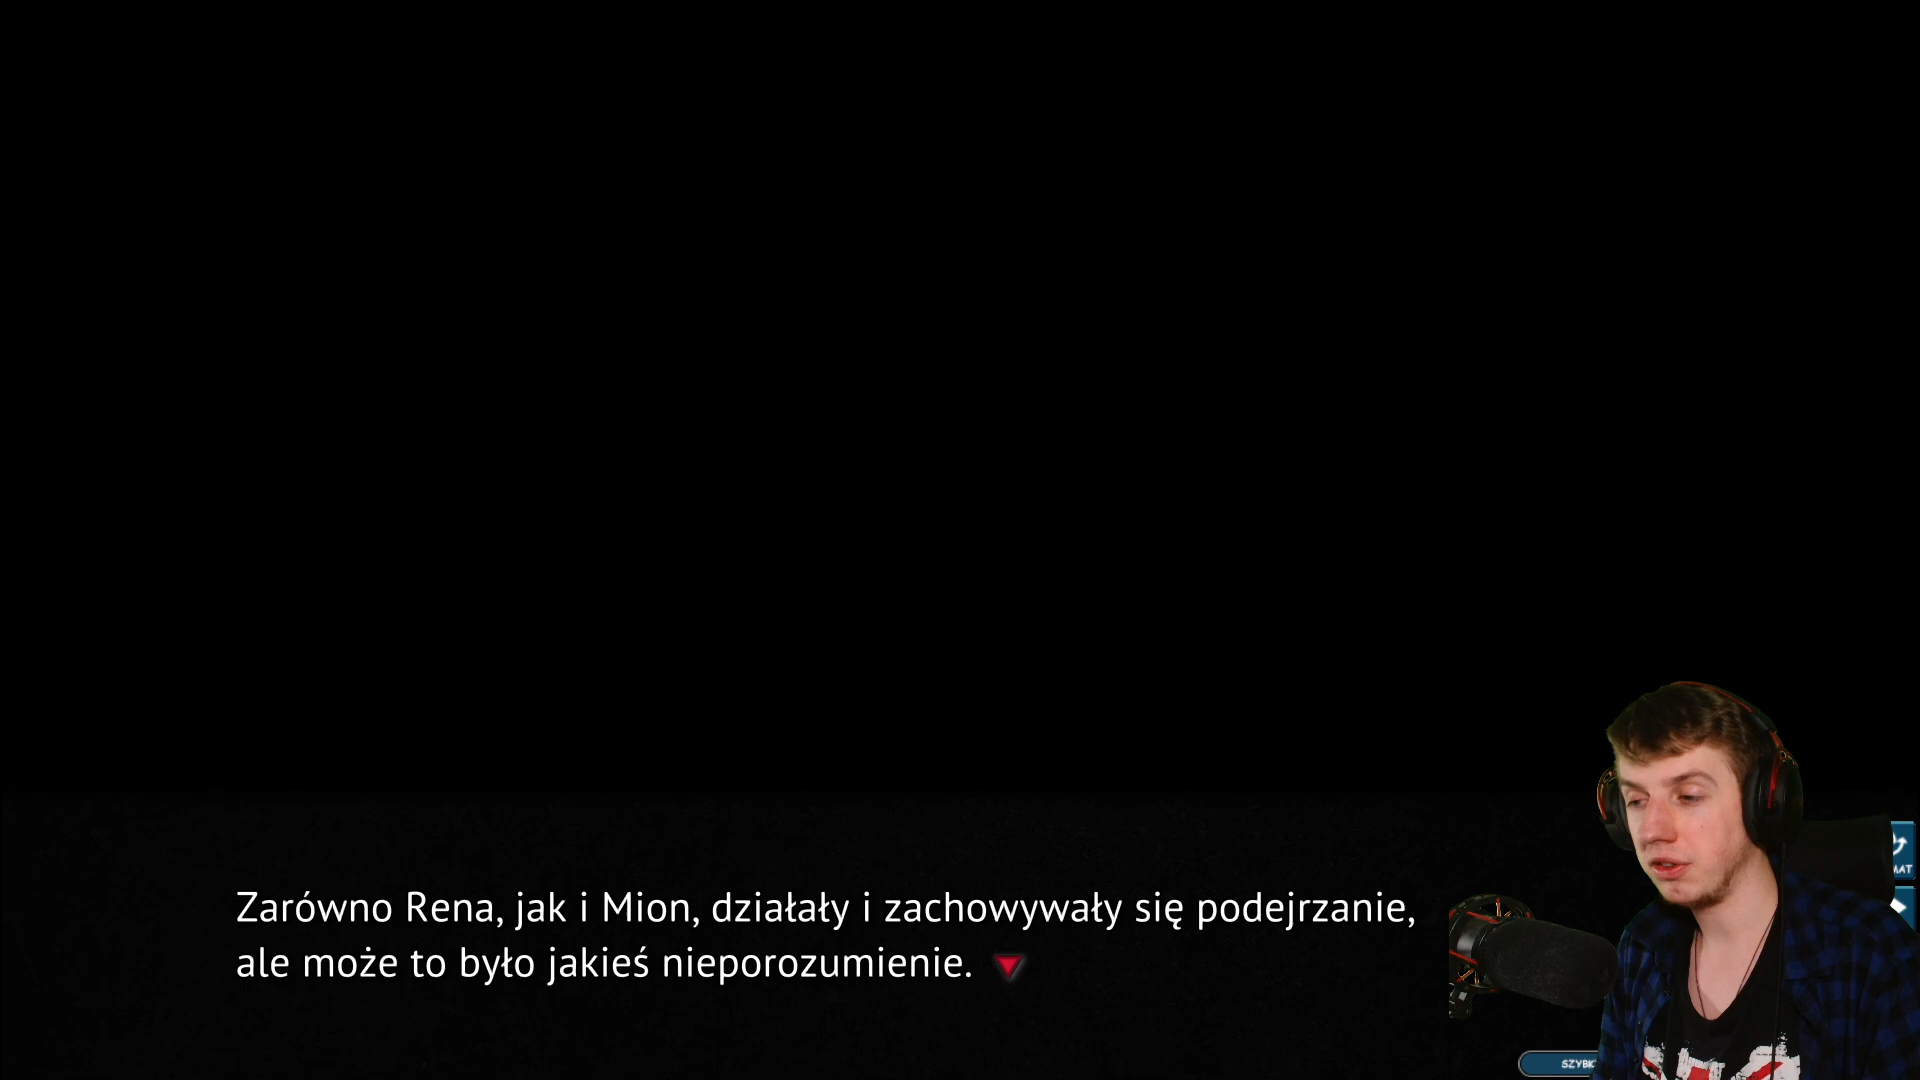 Zarówno Rena, jak i Mion, działały i zachowywały się podejrzanie,
ale może to było jakieś nieporozumienie.